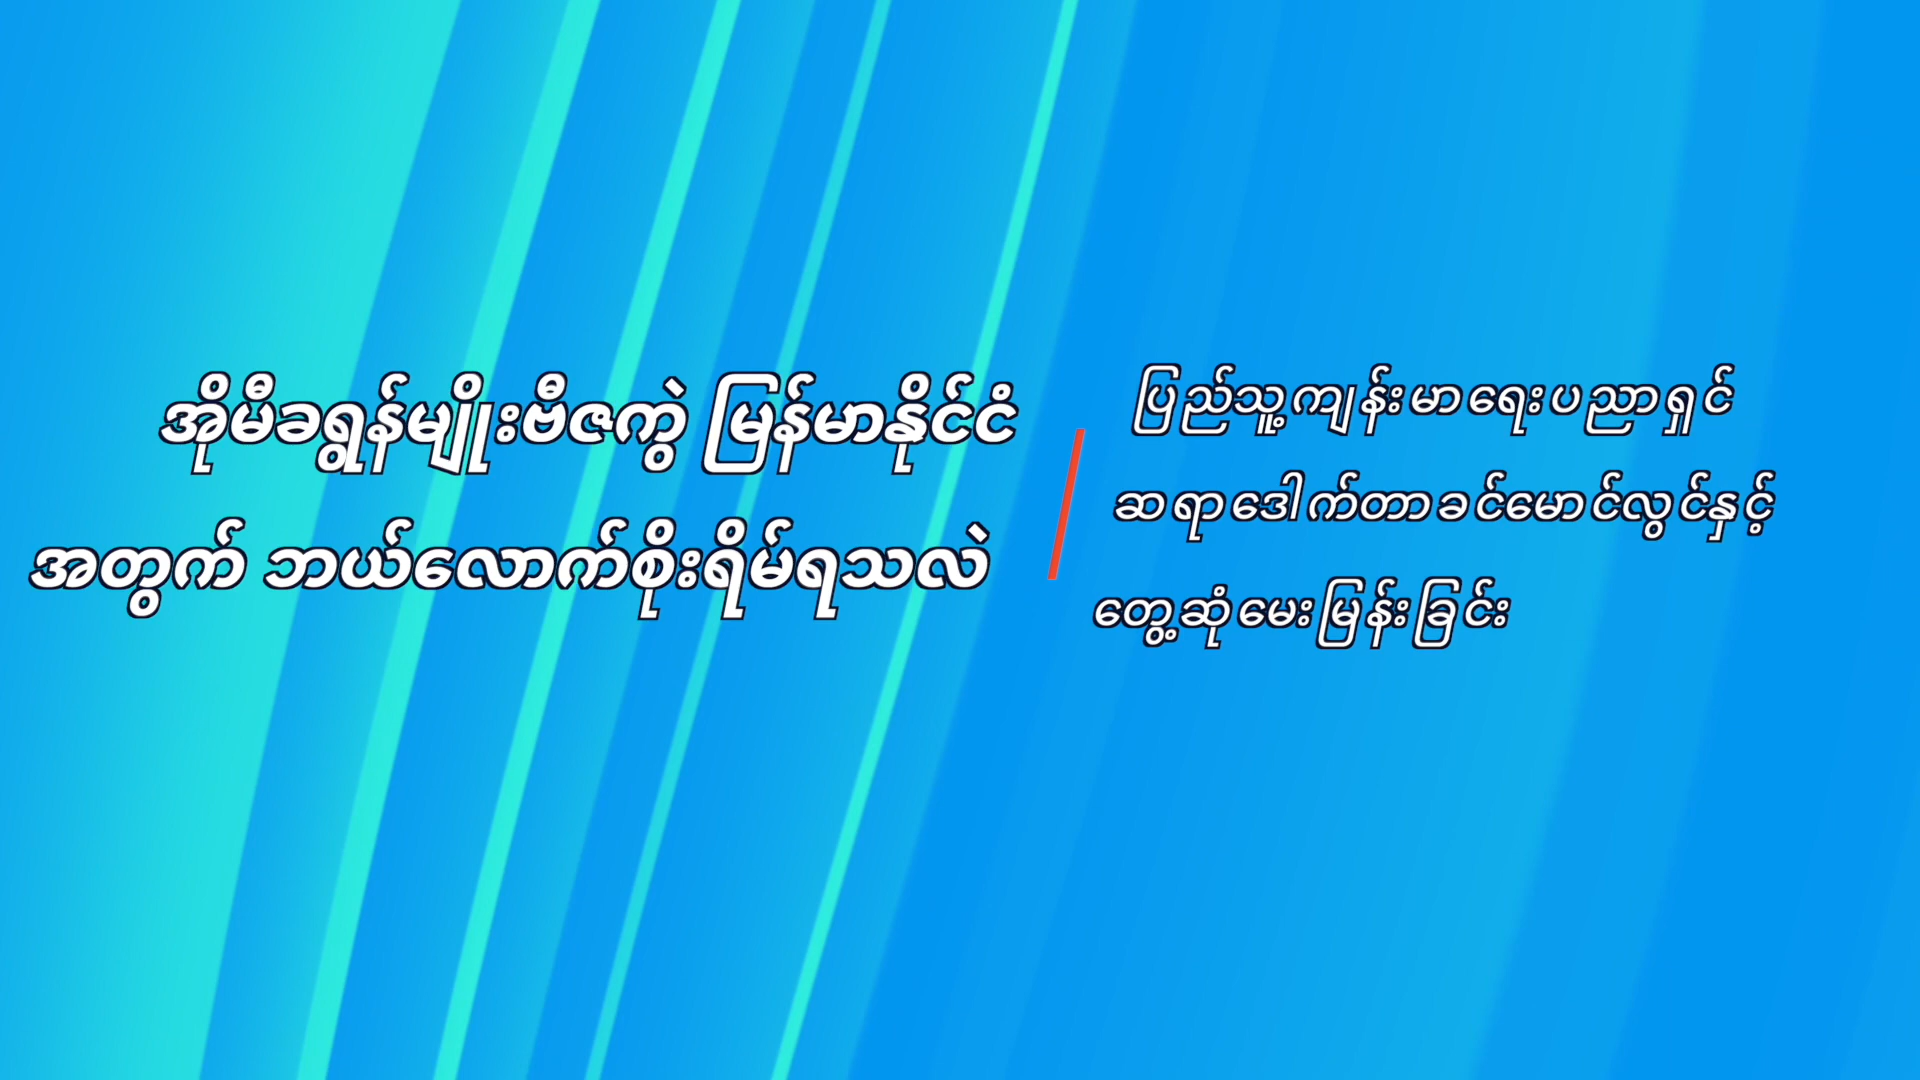 အိုမီခရွန်မျိုးဗီဇကွဲ မြန်မာနိုင်ငံ
အတွက် ဘယ်လောက်စိုးရိမ်ရသလဲ
ပြည်သူ့ကျန်းမာရေးပညာရှင်
ဆရာဒေါက်တာခင်မောင်လွင်နှင့်
တွေ့ဆုံမေးမြန်းခြင်း